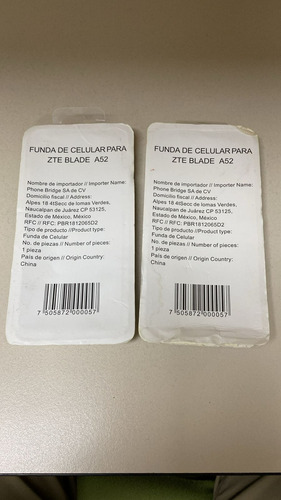 FUNDA DE CELULAR PARA
ZTE BLADE A52
Nombre de importador // Importer Name:
Phone Bridge SA de CV
Domicilio fiscal // Address:
Alpes 18 4tSecc de lomas Verdes,
Naucalpan de Juárez CP 53125,
Estado de México, México
RFC // RFC: PBR1812065D2
Tipo de producto //Product type:
Funda de Celular
No. de piezas // Number of pieces:
1 pieza
País de origen // Origin Country:
China
7 505872 000057
FUNDA DE CELULAR PARA
ZTE BLADE A52
Nombre de importador // Importer Name:
Phone Bridge SA de CV
Domicilio fiscal // Address:
Alpes 18 4tSecc de lomas Verdes,
Naucalpan de Juárez CP 53125,
Estado de México, México
RFC // RFC: PBR1812065D2
Tipo de producto //Product type:
Funda de Celular
No. de piezas // Number of pieces:
1 pieza
País de origen // Origin Country:
China
7 505872 000057